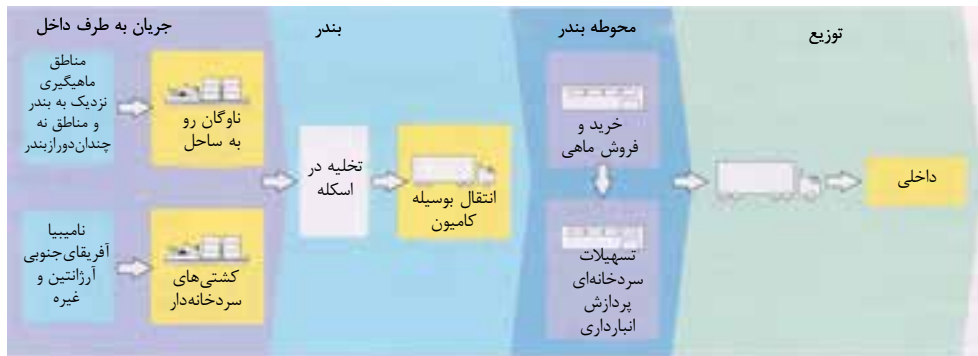 جریان به طرف داخل
مناطق
ماهیگیری
نزدیک به بندر
و مناطق نه
چندان‌دورازبندر
ناوگان رو
به ساحل
نامیبیا
آفریقای‌جنوبی
آرژانتین و
غیره
کشتی‌های
سردخانه‌دار
بندر
تخلیه در
اسکله
انتقال بوسیله
کامیون
محوطه بندر
خرید و
فروش ماهی
تسهیلات
سردخانه‌ای
پردازش
انبارداری
توزیع
داخلی